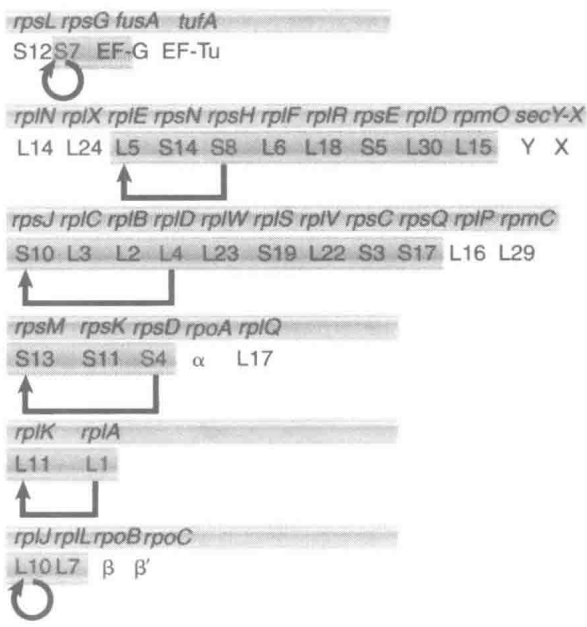 rpsL rpsG fusA tufA
S12 S7 EF-G EF-Tu
rplN rplX rplE rpsN rpsH rplF rplR rpsE rplD rpmO secY-X
L14 L24 L5 S14 S8 L6 L18 S5 L30 L15 Y X
rpsJ rplC rplB rplD rplW rplS rplV rpsC rpsQ rplP rpmC
S10 L3 L2 L4 L23 S19 L22 S3 S17 L16 L29
rpsM rpsK rpsD rpoA rplQ
S13 S11 S4 α L17
rplK rplA
L11 L1
rplJ rplL rpoB rpoC
L10 L7 β β′